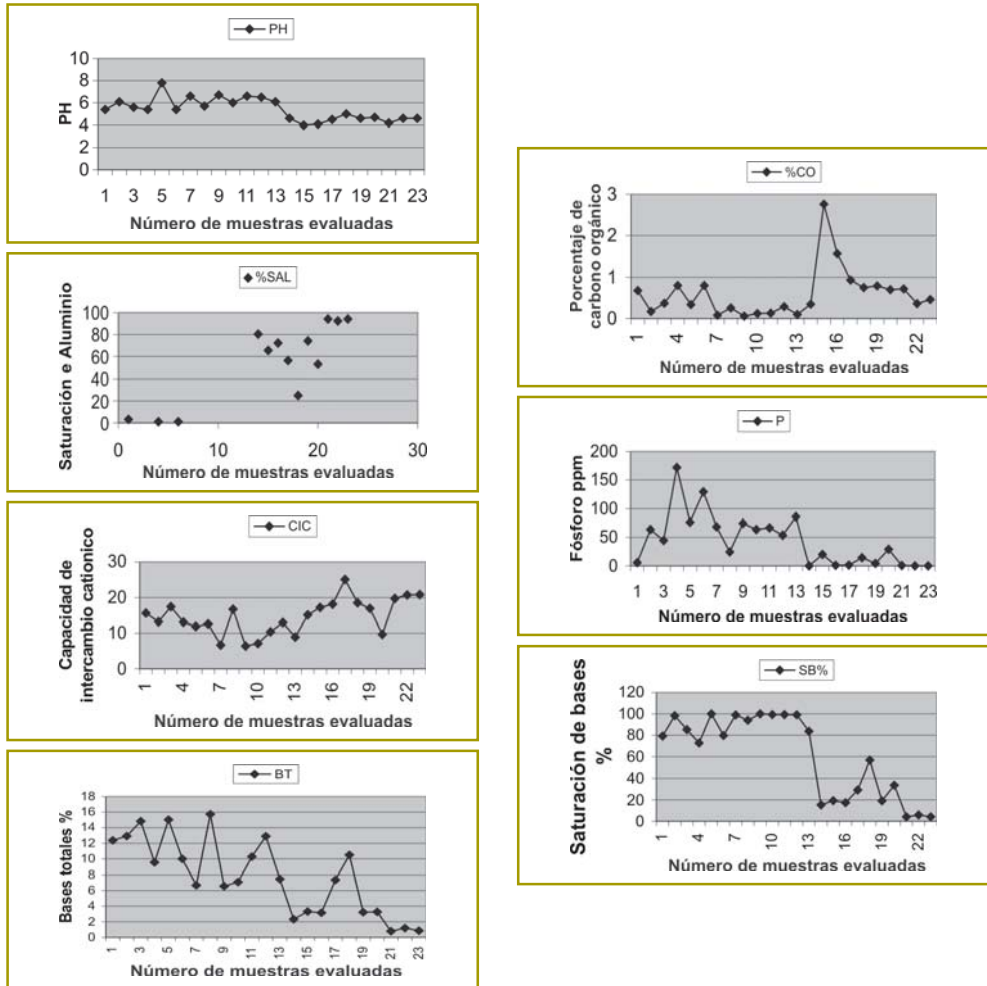 PH
10
8
6
4
2
0
PH
1 3 5 7 9 11 13 15 17 19 21 23
Número de muestras evaluadas
%SAL
100
80
60
40
20
0
Saturación e Aluminio
0 10 20 30
Número de muestras evaluadas
CIC
30
20
10
0
Capacidad de
intercambio cationico
1 4 7 10 13 16 19 22
Número de muestras evaluadas
BT
18
16
14
12
10
8
6
4
2
0
Bases totales %
1 3 5 7 9 11 13 15 17 19 21 23
Número de muestras evaluadas
%CO
3
2
1
0
Porcentaje de
carbono orgánico
1 4 7 10 13 16 19 22
Número de muestras evaluadas
P
200
150
100
50
0
Fósforo ppm
1 3 5 7 9 11 13 15 17 19 21 23
Número de muestras evaluadas
SB%
120
100
80
60
40
20
0
Saturación de bases
%
1 4 7 10 13 16 19 22
Número de muestras evaluadas